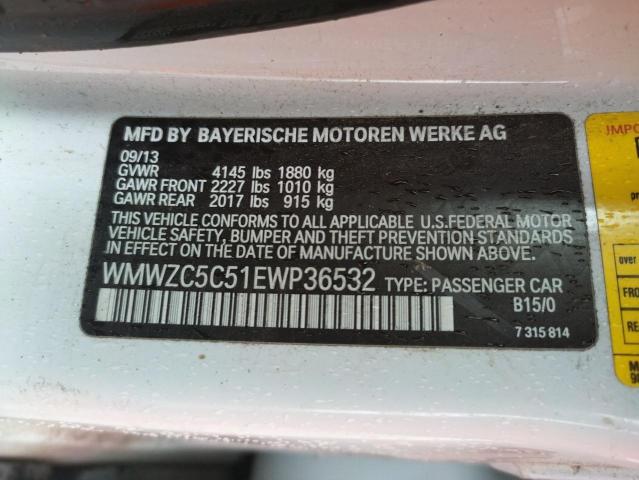 MFD BY BAYERISCHE MOTOREN WERKE AG
09/13
GVWR 4145 lbs 1880 kg
GAWR FRONT 2227 lbs 1010 kg
GAWR REAR 2017 lbs 915 kg
THIS VEHICLE CONFORMS TO ALL APPLICABLE U.S.FEDERAL MOTOR
VEHICLE SAFETY, BUMPER AND THEFT PREVENTION STANDARDS
IN EFFECT ON THE DATE OF MANUFACTURE SHOWN ABOVE.
WMWZC5C51EWP36532 TYPE: PASSENGER CAR
B15/0
7 315 814
over